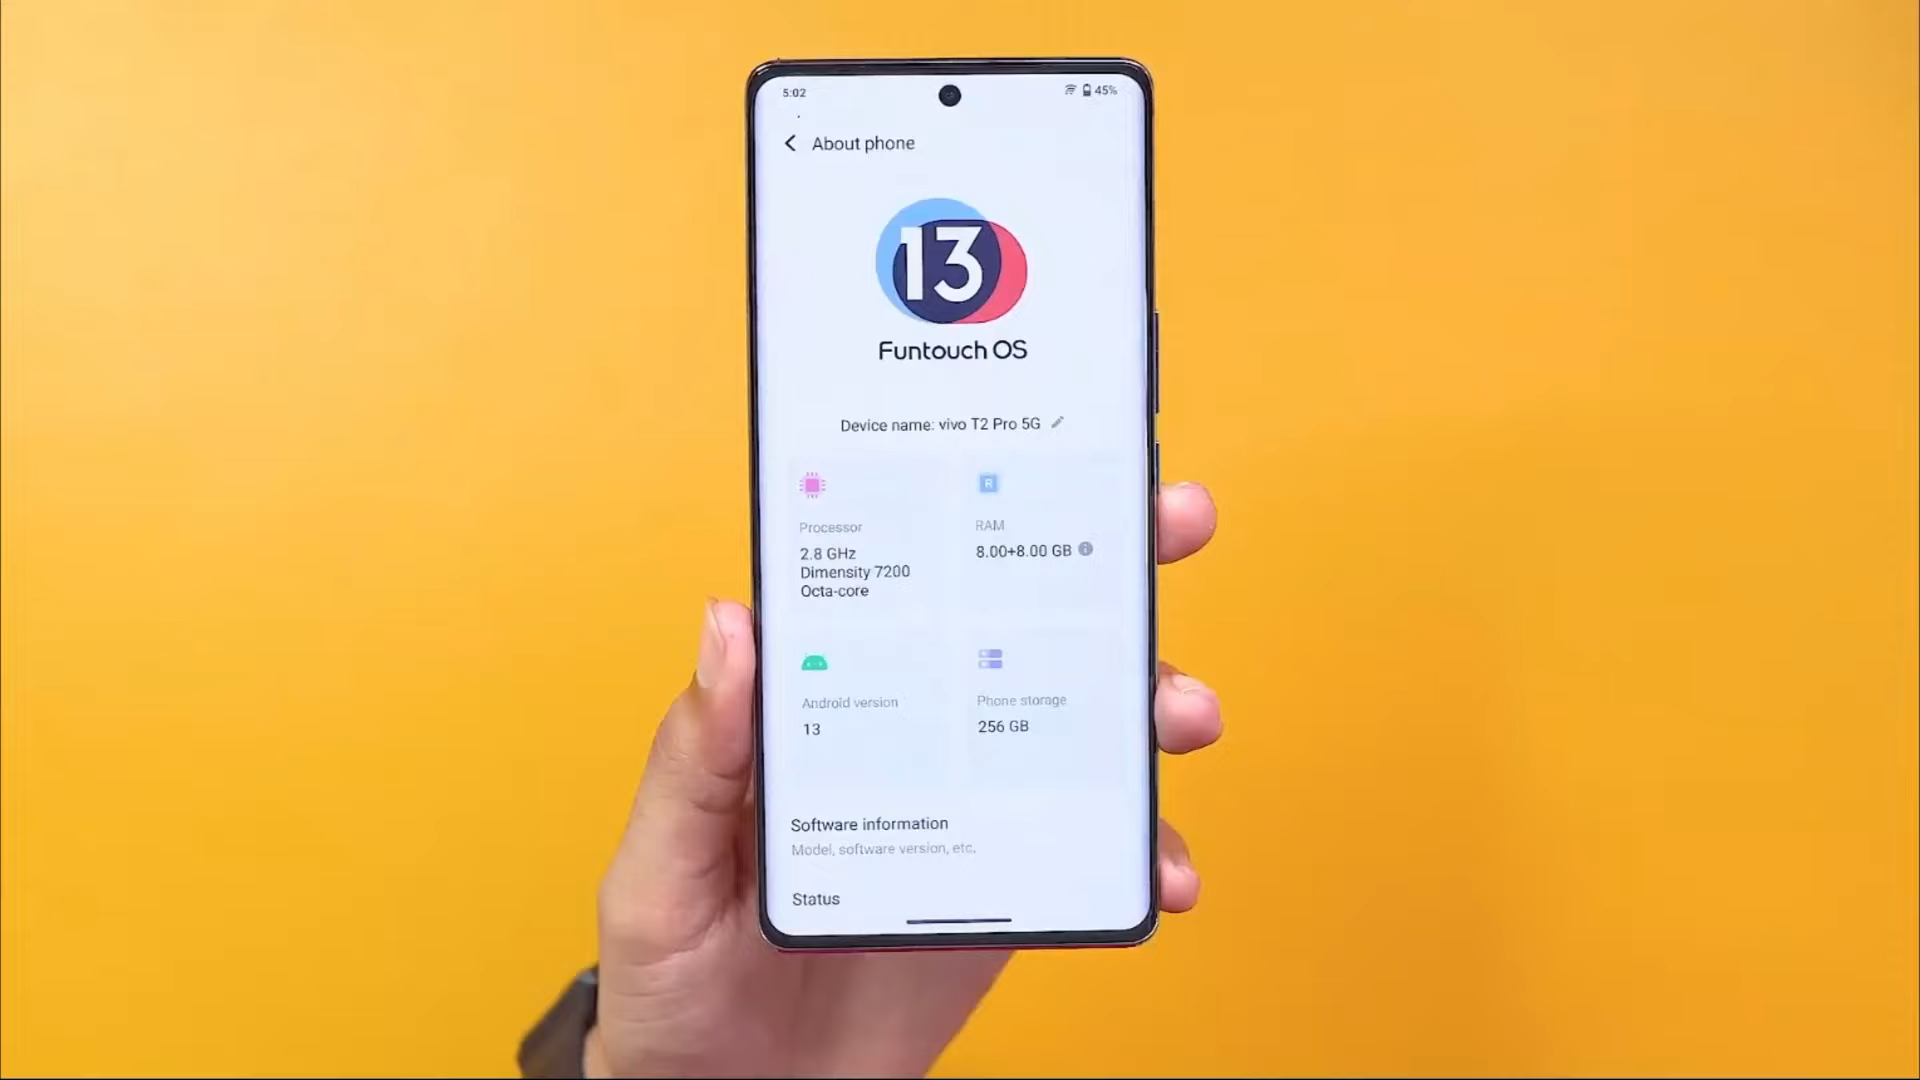 5:02
45%
About phone
13
Funtouch OS
Device name: vivo T2 Pro 5G
R
Processor
RAM
2.8 GHz
Dimensity 7200
Octa-core
8.00+8.00 GB
Android version
Phone storage
13
256 GB
Software information
Model, software version, etc.
Status